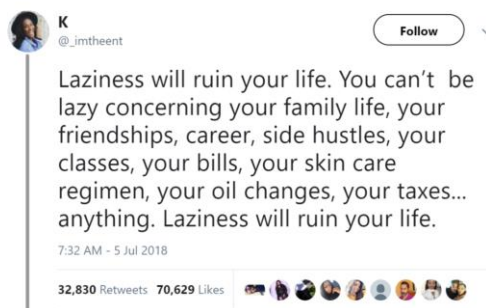 K
@_imtheent
Follow
Laziness will ruin your life. You can't be
lazy concerning your family life, your
friendships, career, side hustles, your
classes, your bills, your skin care
regimen, your oil changes, your taxes...
anything. Laziness will ruin your life.
7:32 AM - 5 Jul 2018
32,830 Retweets 70,629 Likes